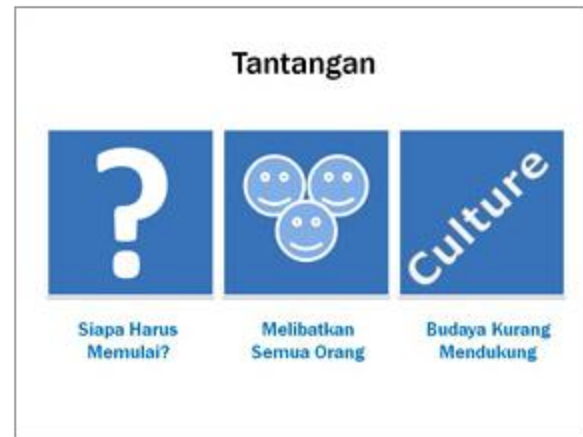 Tantangan
?
Culture
Siapa Harus
Memulai?
Melibatkan
Semua Orang
Budaya Kurang
Mendukung